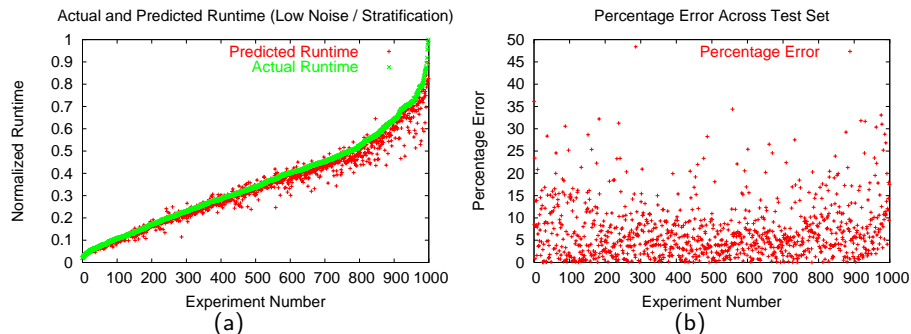 Actual and Predicted Runtime (Low Noise / Stratification)
Normalized Runtime
1
0.9
0.8
0.7
0.6
0.5
0.4
0.3
0.2
0.1
0
Predicted Runtime
Actual Runtime
0 100 200 300 400 500 600 700 800 900 1000
Experiment Number
(a)
Percentage Error Across Test Set
Percentage Error
50
45
40
35
30
25
20
15
10
5
0
Percentage Error
0 100 200 300 400 500 600 700 800 900 1000
Experiment Number
(b)